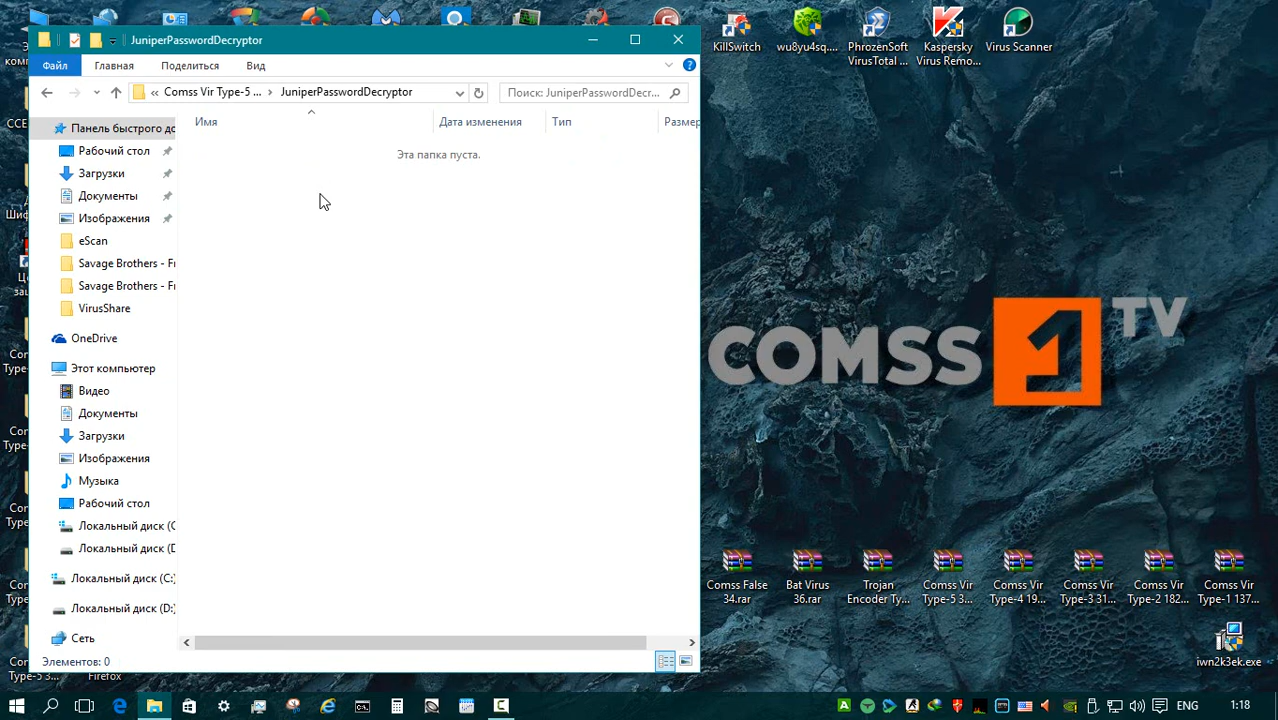 JuniperPasswordDecryptor
Файл
Главная
Поделиться
Вид
« Comss Vir Type-5 ... › JuniperPasswordDecryptor
Поиск: JuniperPasswordDecr...
Имя
Дата изменения
Тип
Размер
Эта папка пуста.
Панель быстрого до
Рабочий стол
Загрузки
Документы
Изображения
eScan
Savage Brothers - Fr
Savage Brothers - Fr
VirusShare
OneDrive
Этот компьютер
Видео
Документы
Загрузки
Изображения
Музыка
Рабочий стол
Локальный диск (C
Локальный диск (D
Локальный диск (C:)
Локальный диск (D:)
Сеть
Элементов: 0
Firefox
KillSwitch
wu8yu4sq....
PhrozenSoft
VirusTotal ...
Kaspersky
Virus Remo...
Virus Scanner
COMSS 1 TV
Comss False
34.rar
Bat Virus
36.rar
Trojan
Encoder Ty...
Comss Vir
Type-5 3...
Comss Vir
Type-4 19...
Comss Vir
Type-3 31...
Comss Vir
Type-2 182...
Comss Vir
Type-1 137...
iwn2k3ek.exe
ENG
1:18